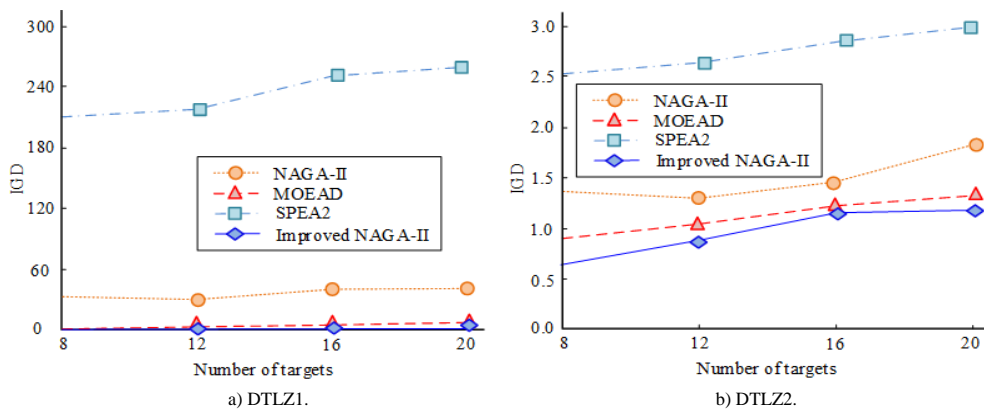 300
240
180
120
60
0
IGD
NAGA-II
MOEAD
SPEA2
Improved NAGA-II
8
12
16
20
Number of targets
a) DTLZ1.
3.0
2.5
2.0
1.5
1.0
0.5
0.0
IGD
NAGA-II
MOEAD
SPEA2
Improved NAGA-II
8
12
16
20
Number of targets
b) DTLZ2.